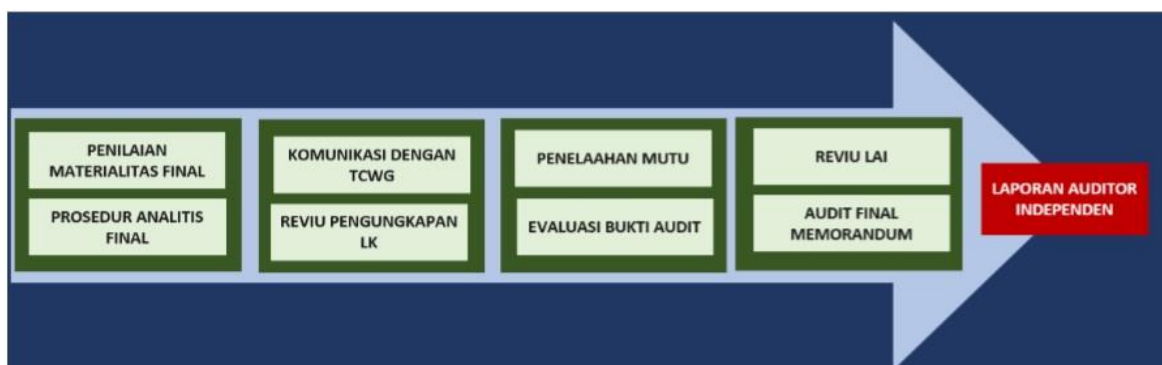 PENILAIAN
MATERIALITAS FINAL
PROSEDUR ANALITIS
FINAL
KOMUNIKASI DENGAN
TCWG
REVIU PENGUNGKAPAN
LK
PENELAAHAN MUTU
EVALUASI BUKTI AUDIT
REVIU LAI
AUDIT FINAL
MEMORANDUM
LAPORAN AUDITOR
INDEPENDEN